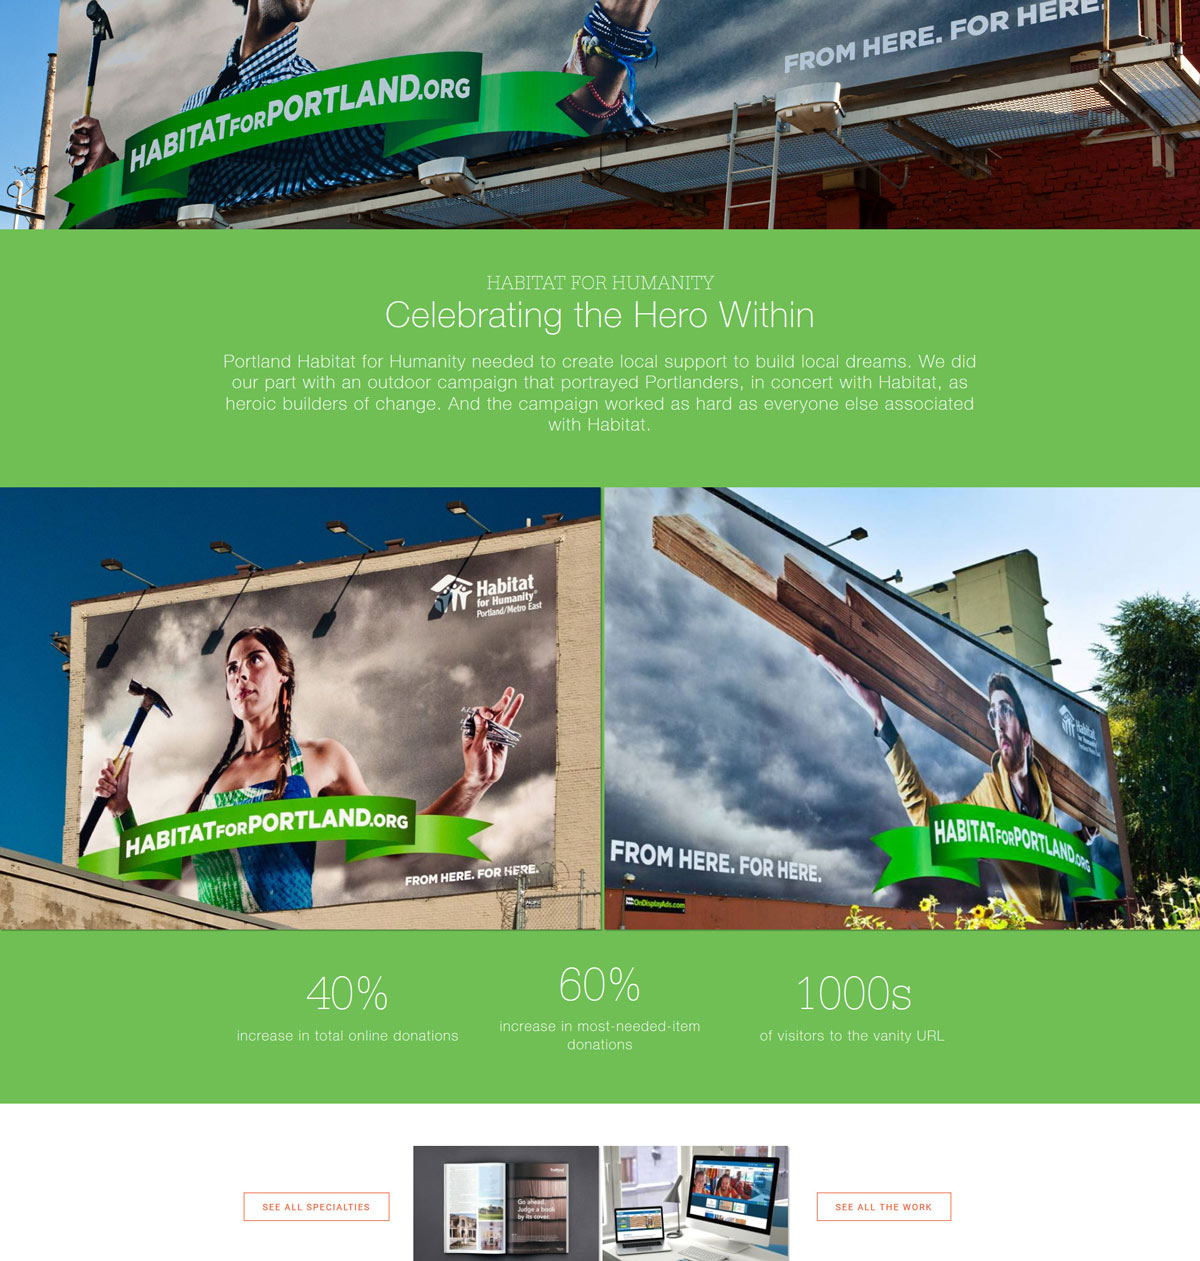 FROM HERE. FOR HERE.
HABITATFORPORTLAND.ORG
HABITAT FOR HUMANITY
Celebrating the Hero Within
Portland Habitat for Humanity needed to create local support to build local dreams. We did
our part with an outdoor campaign that portrayed Portlanders, in concert with Habitat, as
heroic builders of change. And the campaign worked as hard as everyone else associated
with Habitat.
Habitat
for Humanity®
Portland/Metro East
HABITATFORPORTLAND.ORG
FROM HERE. FOR HERE.
Habitat
for Humanity
HABITATFORPORTLAND.ORG
FROM HERE. FOR HERE.
OnDisplayAds.com
40%
increase in total online donations
60%
increase in most-needed-item
donations
1000s
of visitors to the vanity URL
SEE ALL SPECIALTIES
Go ahead.
Judge a book
by its cover.
SEE ALL THE WORK